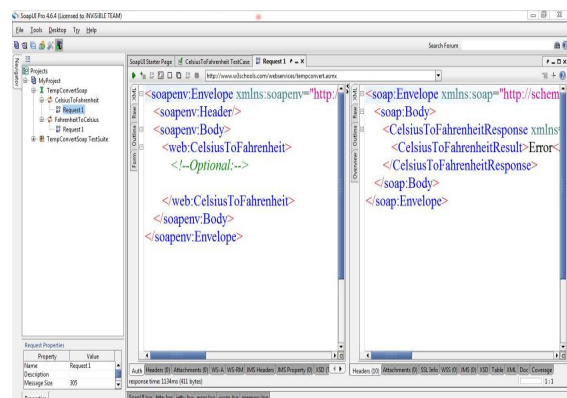 SoapUI Pro 4.6.4 (Licensed to INViSiBLE TEAM)
File Tools Desktop Try Help
Search Forum
Navigator
Projects
MyProject
TempConvertSoap
CelsiusToFahrenheit
Request 1
FahrenheitToCelsius
Request 1
TempConvertSoap TestSuite
SoapUI Starter Page CelsiusToFahrenheit TestCase Request 1
http://www.w3schools.com/webservices/tempconvert.asmx
XML
Raw
Outline
Form
<soapenv:Envelope xmlns:soapenv="http:/
<soapenv:Header/>
<soapenv:Body>
<web:CelsiusToFahrenheit>
<!--Optional:-->
</web:CelsiusToFahrenheit>
</soapenv:Body>
</soapenv:Envelope>
XML
Raw
Outline
Overview
<soap:Envelope xmlns:soap="http://schem
<soap:Body>
<CelsiusToFahrenheitResponse xmlns=
<CelsiusToFahrenheitResult>Error<
</CelsiusToFahrenheitResponse>
</soap:Body>
</soap:Envelope>
Auth Headers (0) Attachments (0) WS-A WS-RM JMS Headers JMS Property (0)
Headers (10) Attachments (0) SSL Info WSS (0) JMS (0) XSD Table XML Doc Coverage
response time: 1134ms (411 bytes)
1 : 1
Request Properties
Property Value
Name Request 1
Description
Message Size 305
Properties